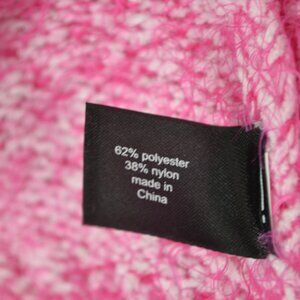 62% polyester
38% nylon
made in
China